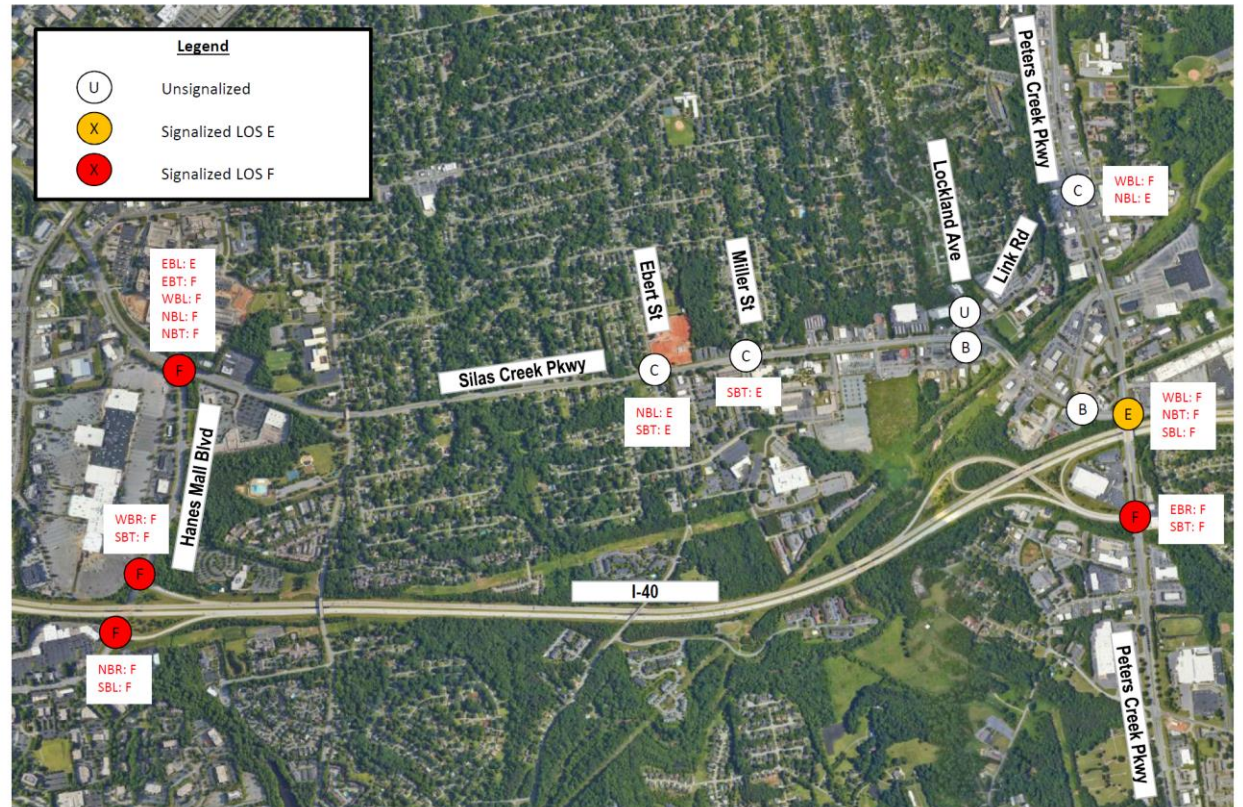 Legend
U
Unsignalized
X
Signalized LOS E
X
Signalized LOS F
Peters Creek Pkwy
C
WBL: F
NBL: E
Lockland Ave
Link Rd
U
B
EBL: E
EBT: F
WBL: F
NBL: F
NBT: F
F
Hanes Mall Blvd
Silas Creek Pkwy
Ebert St
C
NBL: E
SBT: E
Miller St
C
SBT: E
B
E
WBL: F
NBT: F
SBL: F
F
EBR: F
SBT: F
WBR: F
SBT: F
F
I-40
F
NBR: F
SBL: F
Peters Creek Pkwy